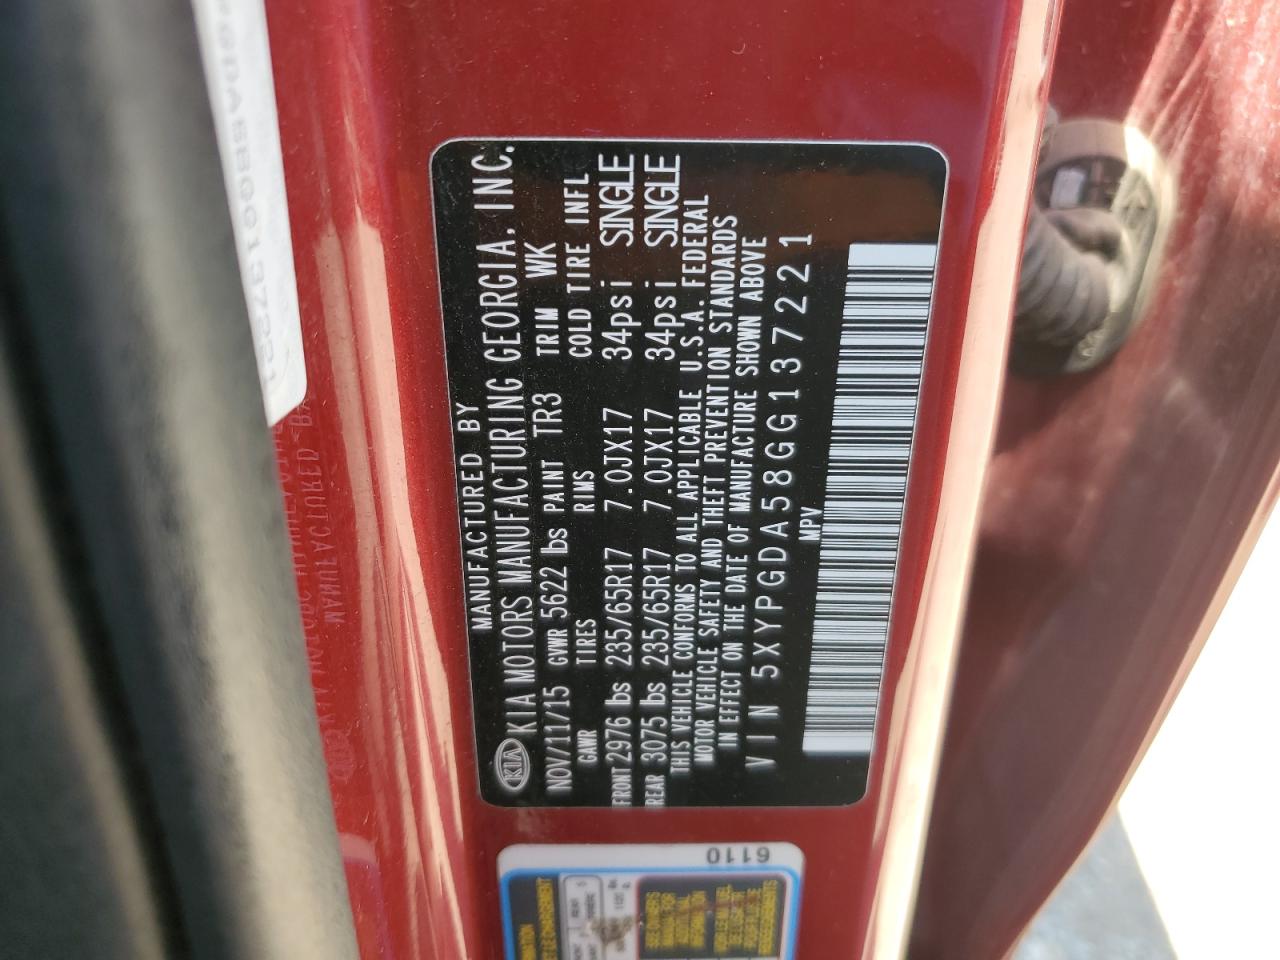 MANUFACTURED BY
KIA KIA MOTORS MANUFACTURING GEORGIA, INC.
NOV/11/15 GVWR 5622 lbs PAINT TR3 TRIM WK
GAWR TIRES RIMS COLD TIRE INFL
FRONT 2976 lbs 235/65R17 7.0JX17 34psi SINGLE
REAR 3075 lbs 235/65R17 7.0JX17 34psi SINGLE
THIS VEHICLE CONFORMS TO ALL APPLICABLE U.S.A. FEDERAL
MOTOR VEHICLE SAFETY AND THEFT PREVENTION STANDARDS
IN EFFECT ON THE DATE OF MANUFACTURE SHOWN ABOVE
VIN 5XYPGDA58GG137221
MPV
6110